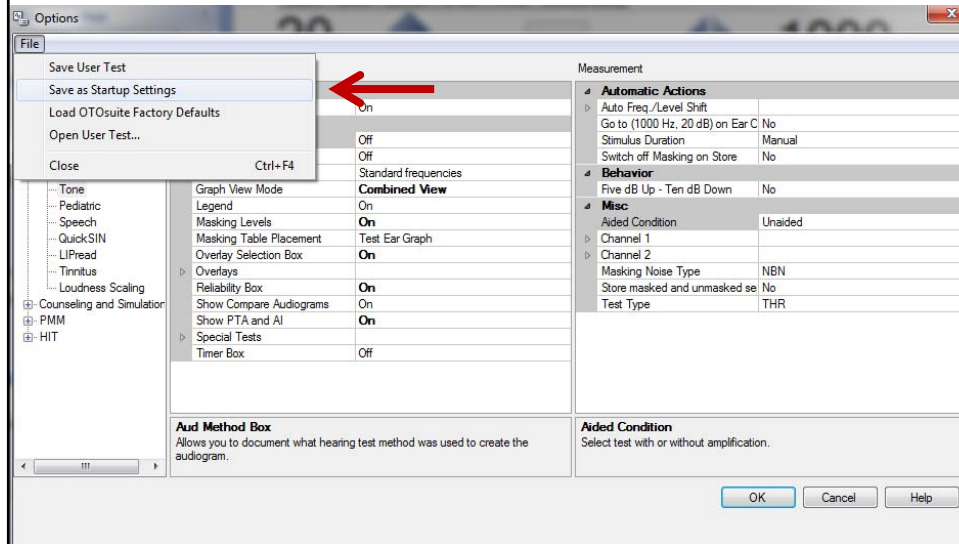 Options
File
Save User Test
Save as Startup Settings
Load OTOsuite Factory Defaults
Open User Test...
Close Ctrl+F4
Tone
Pediatric
Speech
QuickSIN
LIPread
Tinnitus
Loudness Scaling
Counseling and Simulation
PMM
HIT
On
Off
Off
Standard frequencies
Graph View Mode Combined View
Legend On
Masking Levels On
Masking Table Placement Test Ear Graph
Overlay Selection Box On
Overlays
Reliability Box On
Show Compare Audiograms On
Show PTA and AI On
Special Tests
Timer Box Off
Aud Method Box
Allows you to document what hearing test method was used to create the
audiogram.
Measurement
Automatic Actions
Auto Freq./Level Shift
Go to (1000 Hz, 20 dB) on Ear C No
Stimulus Duration Manual
Switch off Masking on Store No
Behavior
Five dB Up - Ten dB Down No
Misc
Aided Condition Unaided
Channel 1
Channel 2
Masking Noise Type NBN
Store masked and unmasked se No
Test Type THR
Aided Condition
Select test with or without amplification.
OK Cancel Help